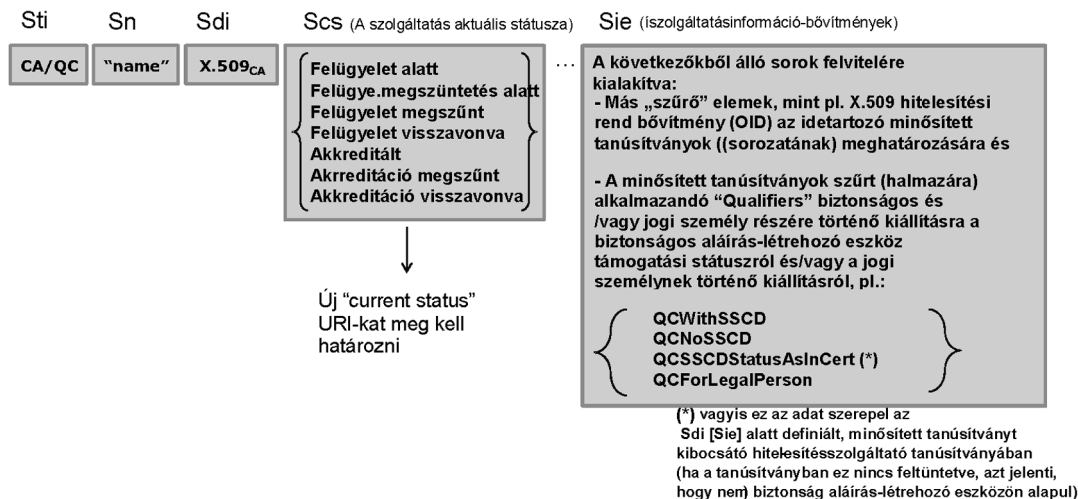 Sti Sn Sdi Scs (A szolgáltatás aktuális státusza) Sie (íszolgáltatásinformáció-bővítmények)
CA/QC "name" X.509CA
Felügyelet alatt
Felügye.megszüntetés alatt
Felügyelet megszűnt
Felügyelet visszavonva
Akkreditált
Akrreditáció megszűnt
Akkreditáció visszavonva
...
Új "current status"
URI-kat meg kell
határozni
A következőkből álló sorok felvitelére
kialakítva:
- Más „szűrő” elemek, mint pl. X.509 hitelesítési
rend bővítmény (OID) az idetartozó minősített
tanúsítványok ((sorozatának) meghatározására és
- A minősített tanúsítványok szűrt (halmazára)
alkalmazandó “Qualifiers” biztonságos és
/vagy jogi személy részére történő kiállításra a
biztonságos aláírás-létrehozó eszköz
támogatási státuszról és/vagy a jogi
személynek történő kiállításról, pl.:
QCWithSSCD
QCNoSSCD
QCSSCDStatusAsInCert (*)
QCForLegalPerson
(*) vagyis ez az adat szerepel az
Sdi [Sie] alatt definiált, minősített tanúsítványt
kibocsátó hitelesítésszolgáltató tanúsítványában
(ha a tanúsítványban ez nincs feltüntetve, azt jelenti,
hogy nem) biztonság aláírás-létrehozó eszközön alapul)